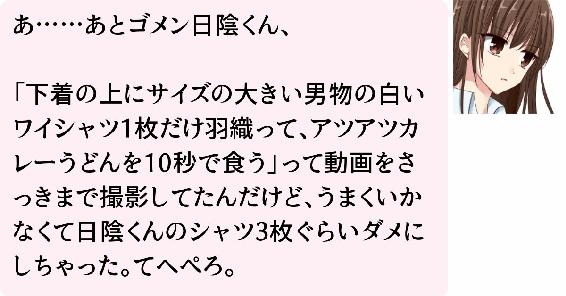 あ……あとゴメン日陰くん、
「下着の上にサイズの大きい男物の白い
ワイシャツ1枚だけ羽織って、アツアツカ
レーうどんを10秒で食う」って動画をさ
っきまで撮影してたんだけど、うまくいか
なくて日陰くんのシャツ3枚ぐらいダメに
しちゃった。てへぺろ。